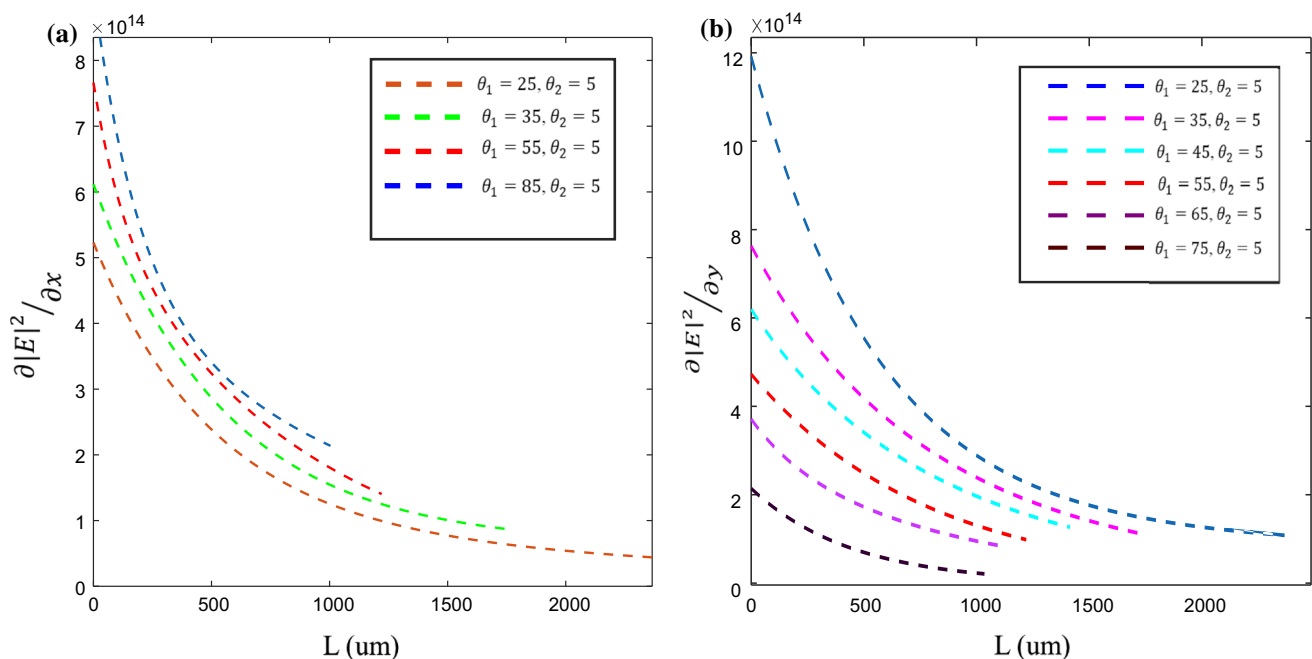 (a)
×10^14
8
7
6
5
4
3
2
1
0
∂|E|²/∂x
0 500 1000 1500 2000
L (um)
θ₁ = 25, θ₂ = 5
θ₁ = 35, θ₂ = 5
θ₁ = 55, θ₂ = 5
θ₁ = 85, θ₂ = 5
(b)
×10^14
12
10
8
6
4
2
0
∂|E|²/∂y
0 500 1000 1500 2000
L (um)
θ₁ = 25, θ₂ = 5
θ₁ = 35, θ₂ = 5
θ₁ = 45, θ₂ = 5
θ₁ = 55, θ₂ = 5
θ₁ = 65, θ₂ = 5
θ₁ = 75, θ₂ = 5